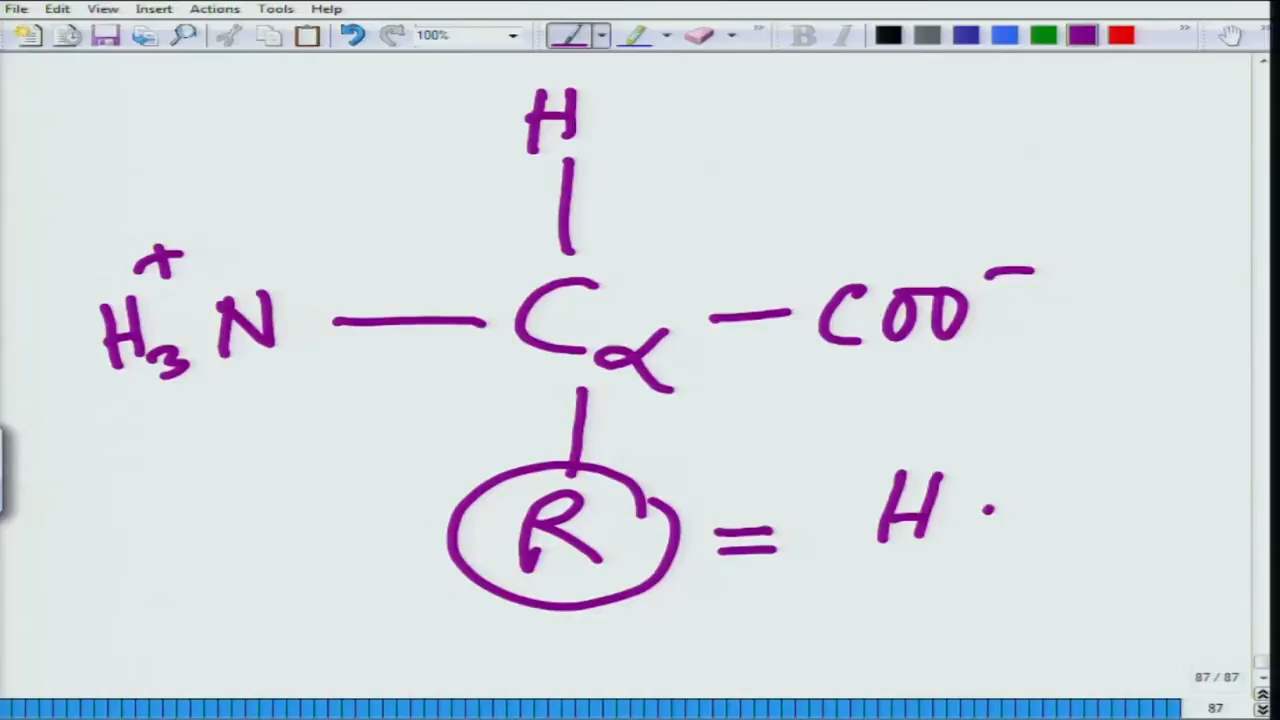 File Edit View Insert Actions Tools Help
100%
H
+
H3N — Cα — COO−
R = H .
87 / 87
87